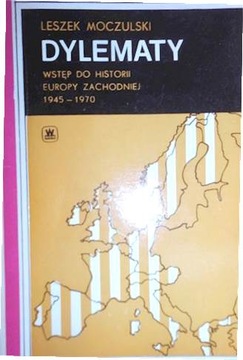 LESZEK MOCZULSKI
DYLEMATY
WSTĘP DO HISTORII
EUROPY ZACHODNIEJ
1945-1970